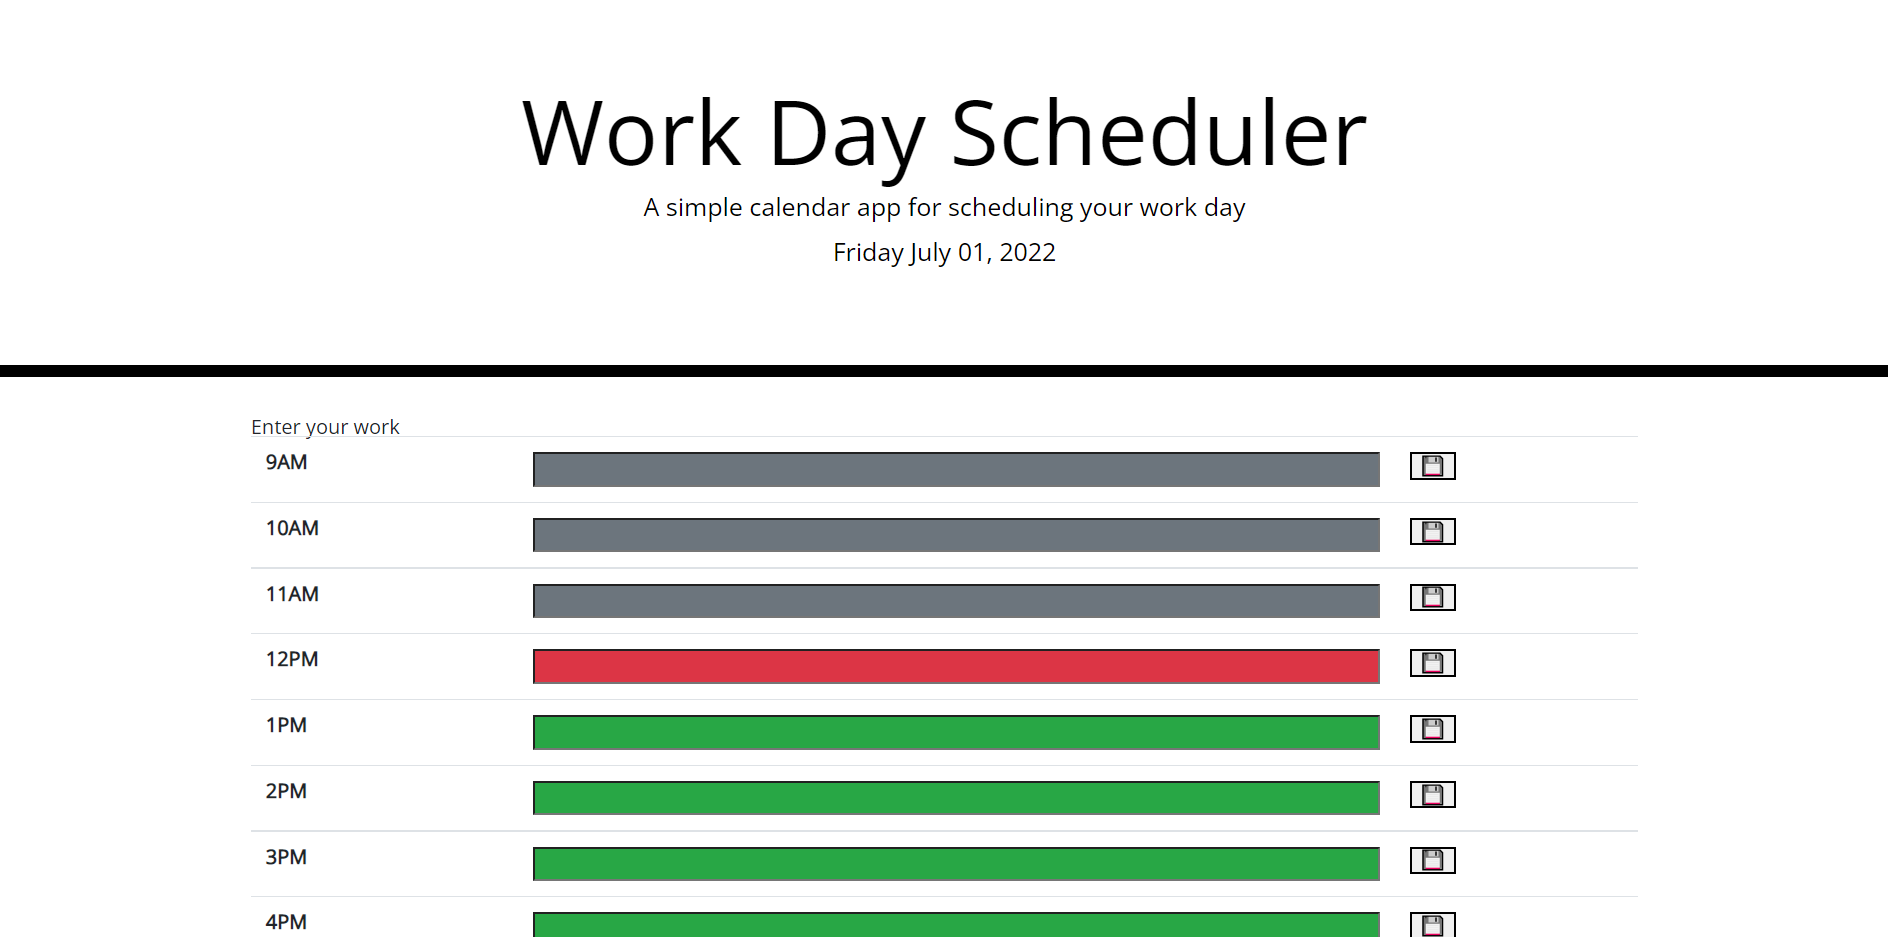 Work Day Scheduler
A simple calendar app for scheduling your work day
Friday July 01, 2022
Enter your work
9AM
10AM
11AM
12PM
1PM
2PM
3PM
4PM